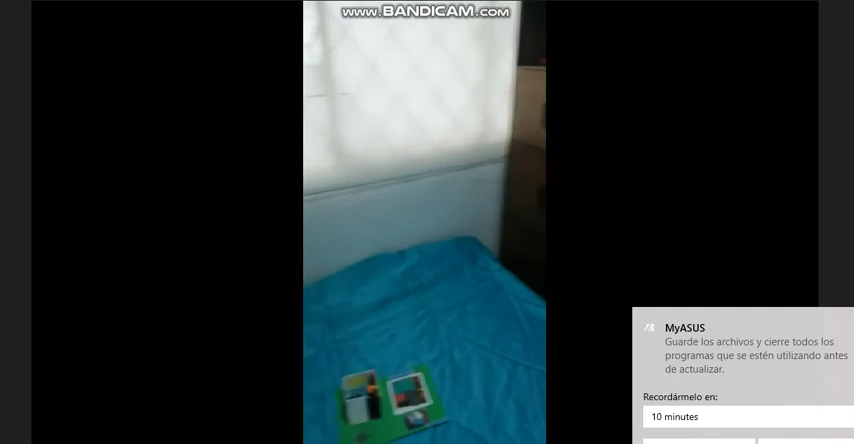 www.BANDICAM.com
MyASUS
Guarde los archivos y cierre todos los
programas que se estén utilizando antes
de actualizar.
Recordármelo en:
10 minutes